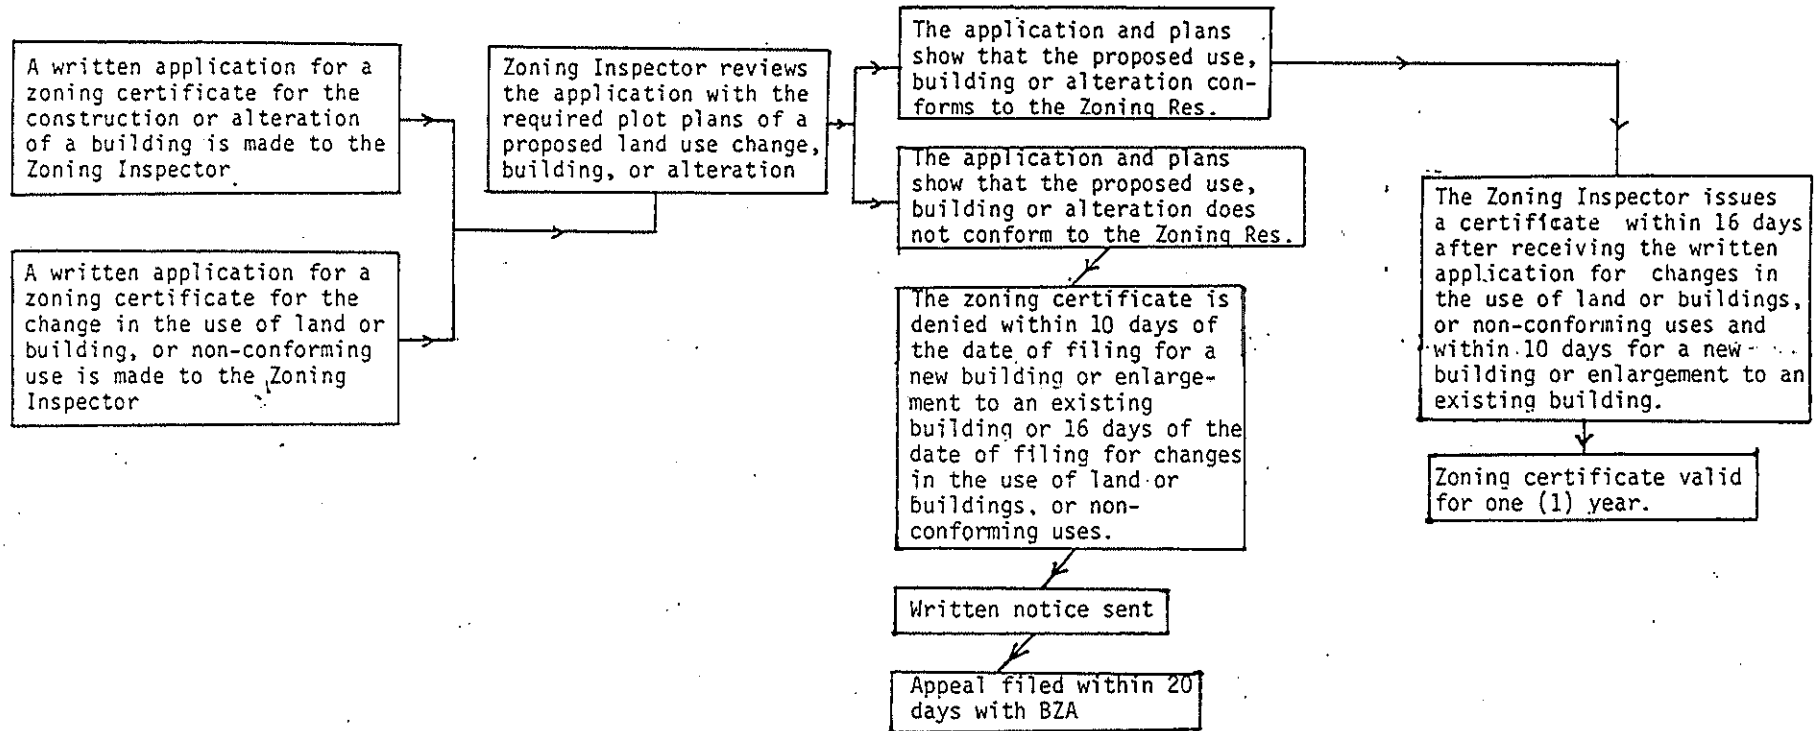 A written application for a
zoning certificate for the
construction or alteration
of a building is made to the
Zoning Inspector
A written application for a
zoning certificate for the
change in the use of land or
building, or non-conforming
use is made to the Zoning
Inspector
Zoning Inspector reviews
the application with the
required plot plans of a
proposed land use change,
building, or alteration
The application and plans
show that the proposed use,
building or alteration con-
forms to the Zoning Res.
The application and plans
show that the proposed use,
building or alteration does
not conform to the Zoning Res.
The zoning certificate is
denied within 10 days of
the date of filing for a
new building or enlarge-
ment to an existing
building or 16 days of the
date of filing for changes
in the use of land or
buildings, or non-
conforming uses.
Written notice sent
Appeal filed within 20
days with BZA
The Zoning Inspector issues
a certificate within 16 days
after receiving the written
application for changes in
the use of land or buildings,
or non-conforming uses and
within 10 days for a new
building or enlargement to an
existing building.
Zoning certificate valid
for one (1) year.